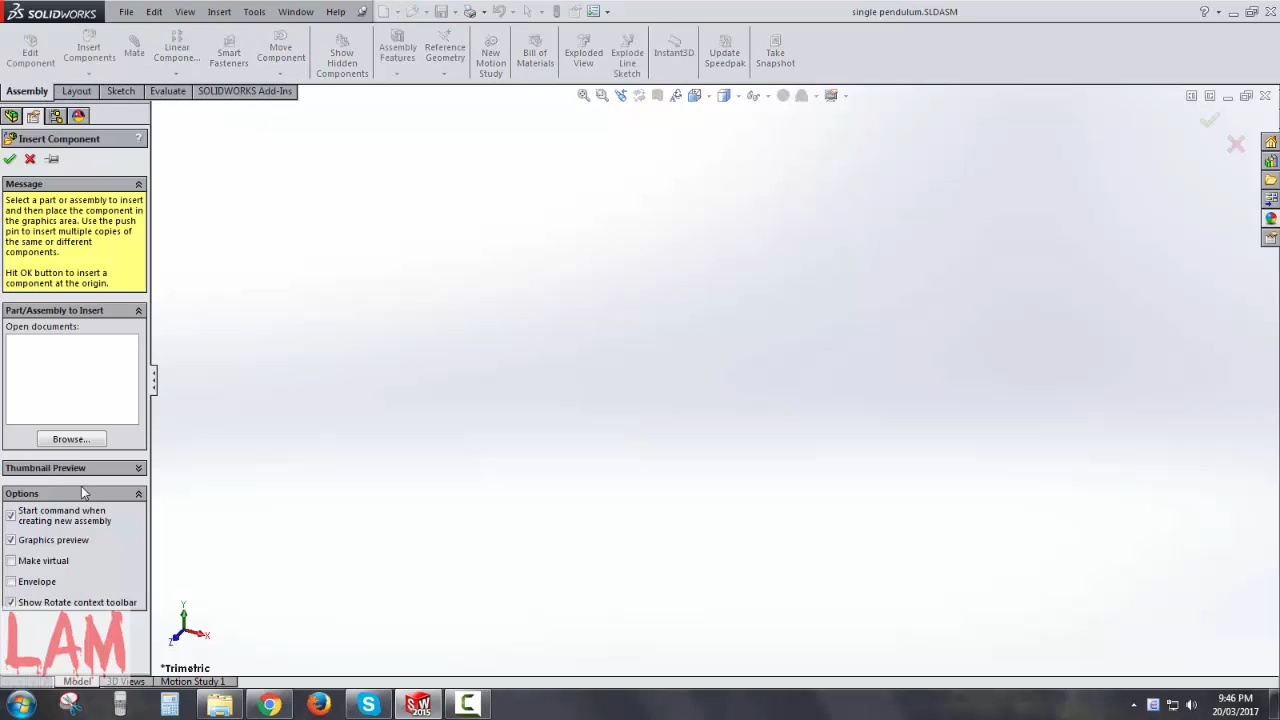 SOLIDWORKS File Edit View Insert Tools Window Help single pendulum.SLDASM
Edit Component
Insert Components
Mate
Linear Compone...
Smart Fasteners
Move Component
Show Hidden Components
Assembly Features
Reference Geometry
New Motion Study
Bill of Materials
Exploded View
Explode Line Sketch
Instant3D
Update Speedpak
Take Snapshot
Assembly Layout Sketch Evaluate SOLIDWORKS Add-Ins
Insert Component ?
Message
Select a part or assembly to insert
and then place the component in
the graphics area. Use the push
pin to insert multiple copies of
the same or different
components.
Hit OK button to insert a
component at the origin.
Part/Assembly to Insert
Open documents:
Browse...
Thumbnail Preview
Options
Start command when
creating new assembly
Graphics preview
Make virtual
Envelope
Show Rotate context toolbar
LAM
Y
X
Z
*Trimetric
Model 3D Views Motion Study 1
SW 2015
9:46 PM
20/03/2017